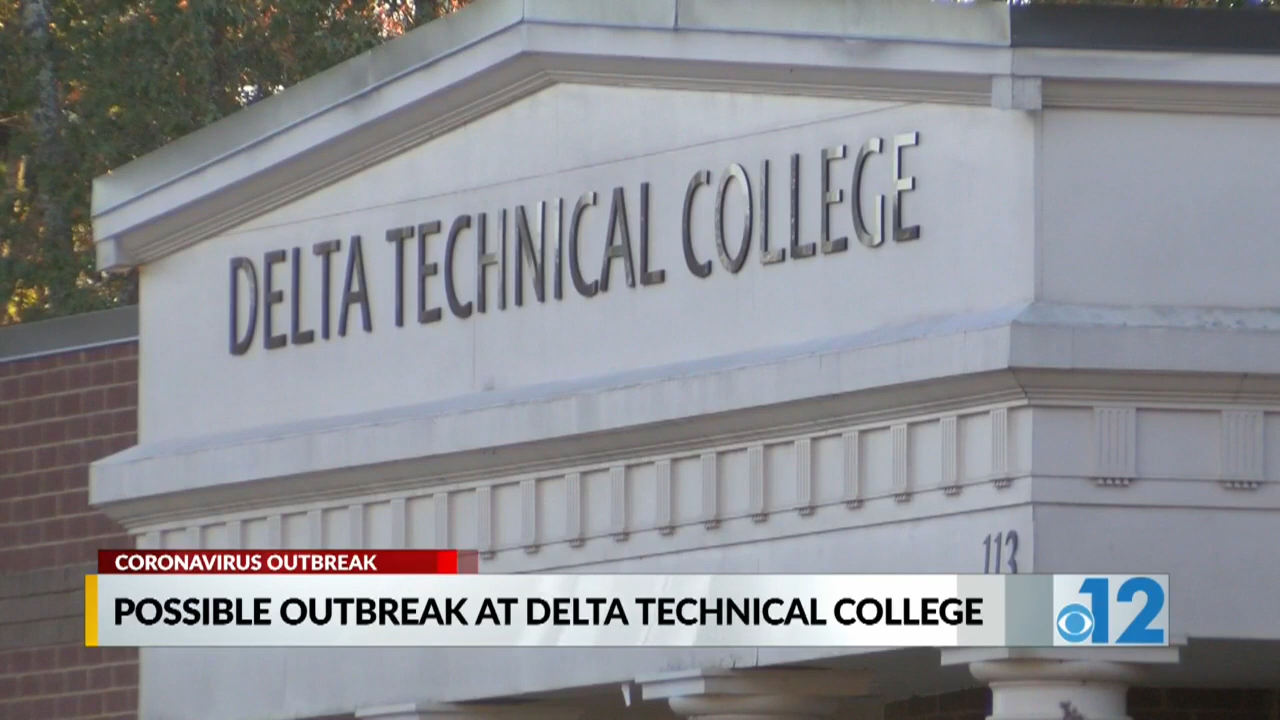 DELTA TECHNICAL COLLEGE
113
CORONAVIRUS OUTBREAK
POSSIBLE OUTBREAK AT DELTA TECHNICAL COLLEGE
12